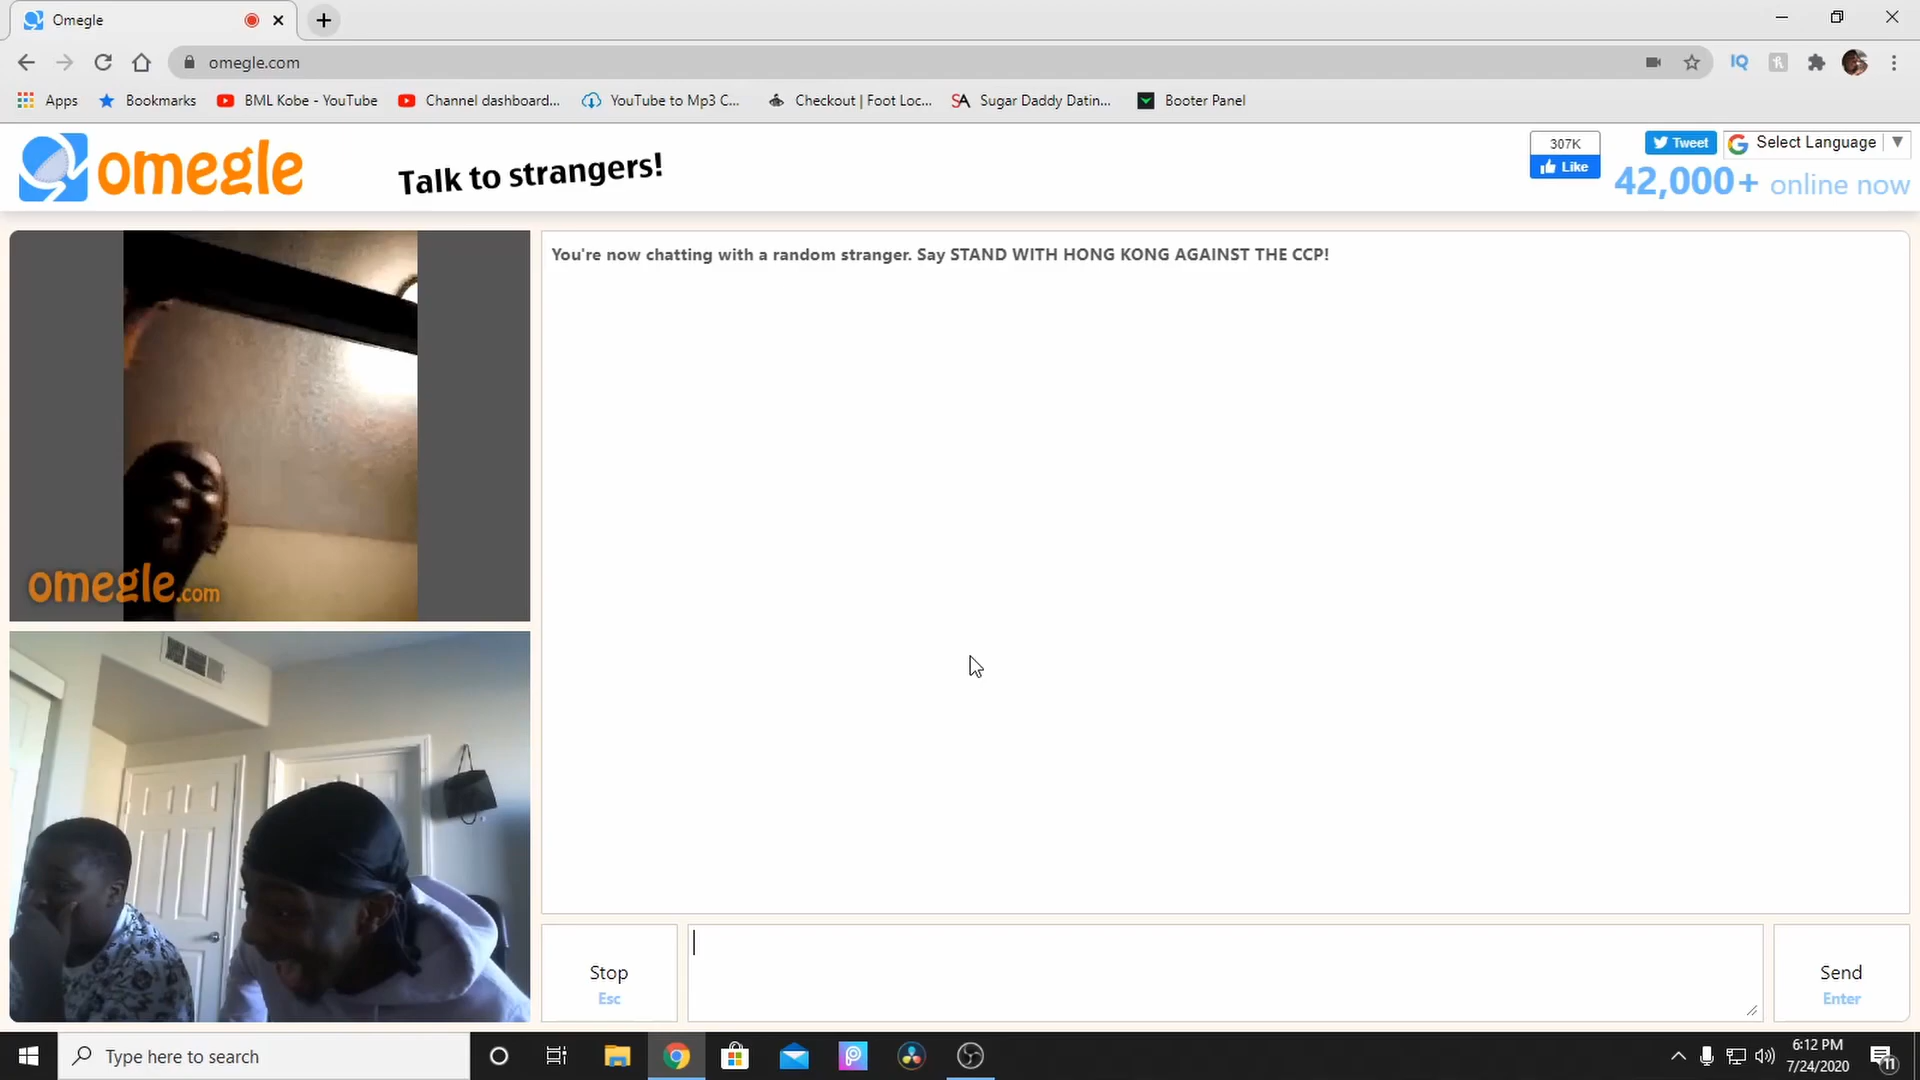 Omegle
omegle.com
Apps
Bookmarks
BML Kobe - YouTube
Channel dashboard...
YouTube to Mp3 C...
Checkout | Foot Loc...
SA Sugar Daddy Datin...
Booter Panel
IQ
omegle
Talk to strangers!
307K
Like
Tweet
Select Language
42,000+ online now
You're now chatting with a random stranger. Say STAND WITH HONG KONG AGAINST THE CCP!
omegle.com
Stop
Esc
Send
Enter
Type here to search
6:12 PM
7/24/2020
11